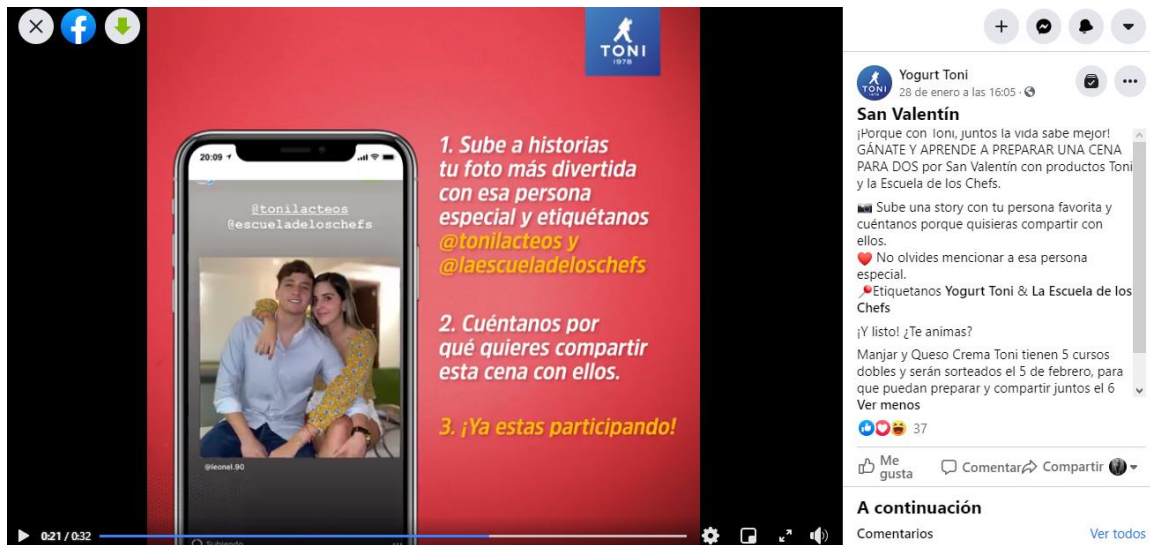 TONI
1978
1. Sube a historias
tu foto más divertida
con esa persona
especial y etiquétanos
@tonilacteos y
@laescueladeloschefs
2. Cuéntanos por
qué quieres compartir
esta cena con ellos.
3. ¡Ya estas participando!
20:09
@tonilacteos
@escueladeloschefs
@leonel.90
Subiendo
0:21 / 0:32
TONI
Yogurt Toni
28 de enero a las 16:05
San Valentín
¡Porque con Toni, juntos la vida sabe mejor!
GÁNATE Y APRENDE A PREPARAR UNA CENA
PARA DOS por San Valentín con productos Toni
y la Escuela de los Chefs.
Sube una story con tu persona favorita y
cuéntanos porque quisieras compartir con
ellos.
No olvides mencionar a esa persona
especial.
Etiquetanos Yogurt Toni & La Escuela de los
Chefs
¡Y listo! ¿Te animas?
Manjar y Queso Crema Toni tienen 5 cursos
dobles y serán sorteados el 5 de febrero, para
que puedan preparar y compartir juntos el 6
Ver menos
37
Me
gusta
Comentar
Compartir
A continuación
Comentarios
Ver todos